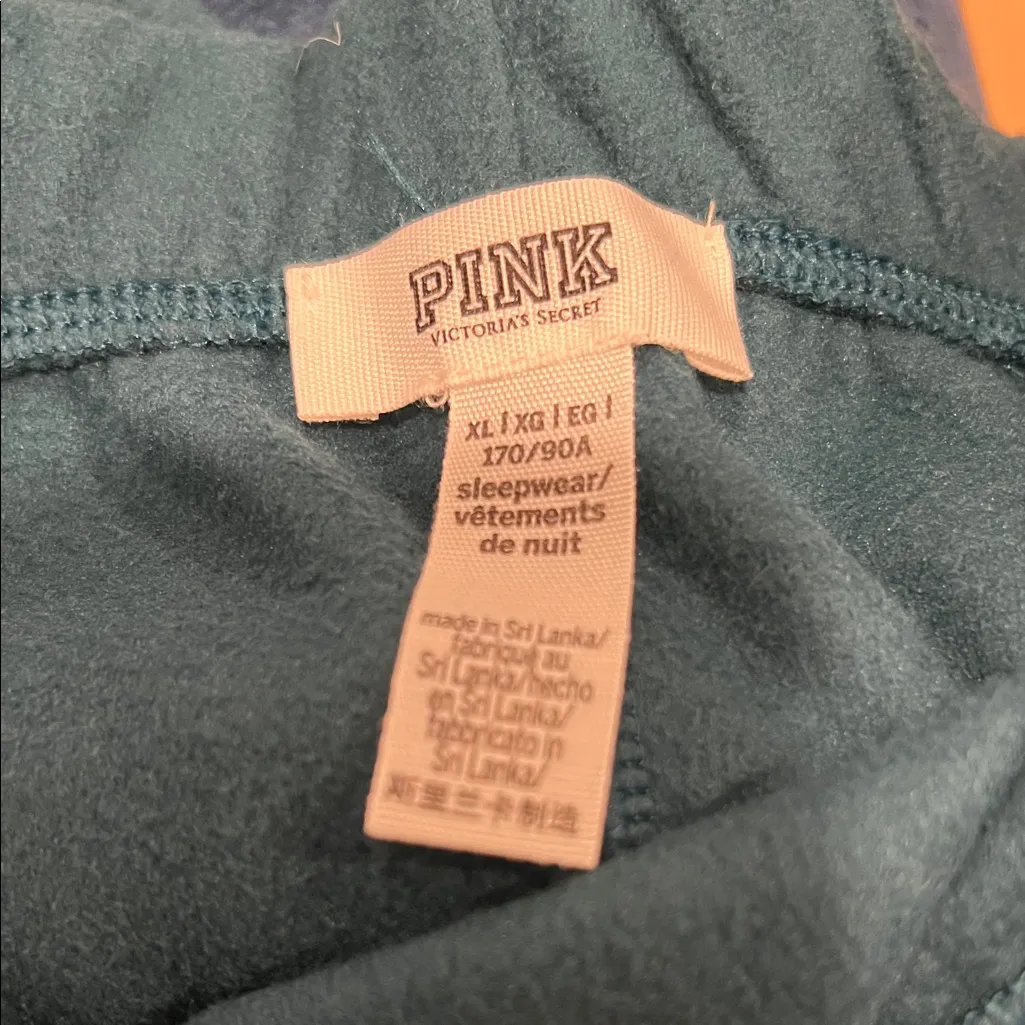 PINK
VICTORIA'S SECRET
XL | XG | EG |
170/90A
sleepwear/
vêtements
de nuit
made in Sri Lanka/
fabriqué au
Sri Lanka/hecho
en Sri Lanka/
fabbricato in
Sri Lanka/
斯里兰卡制造